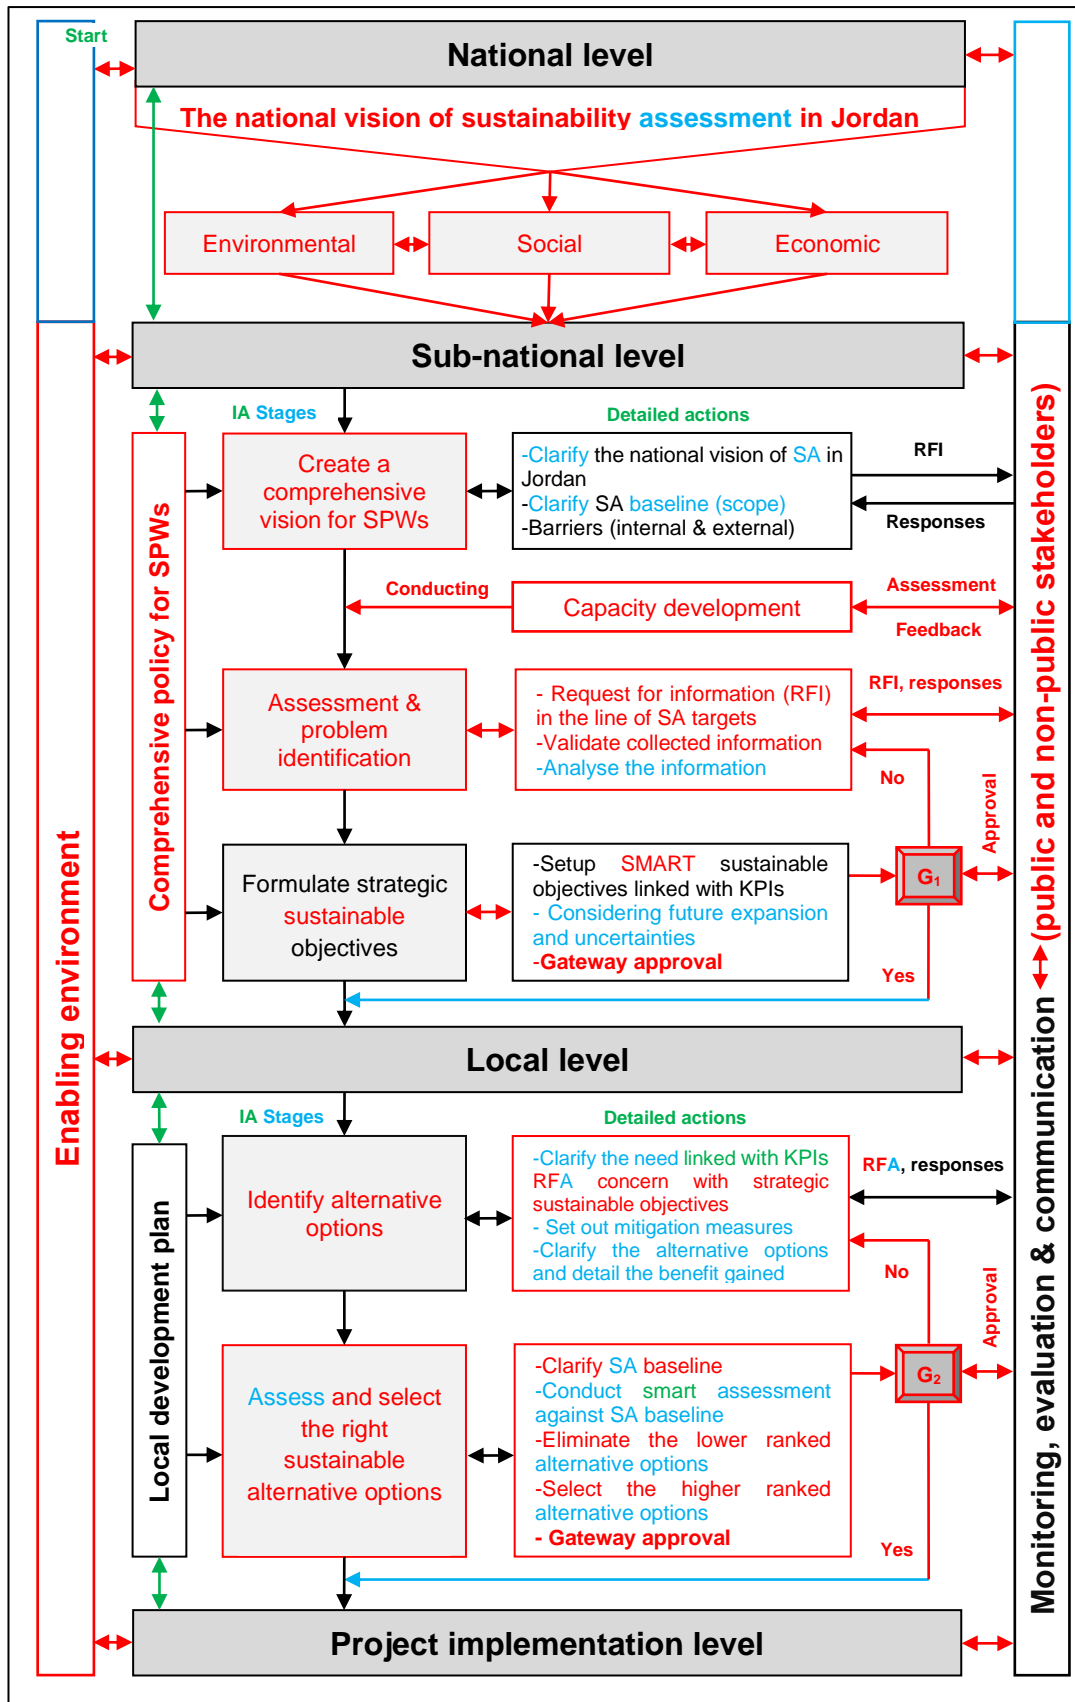 Start
National level
The national vision of sustainability assessment in Jordan
Environmental
Social
Economic
Sub-national level
IA Stages
Detailed actions
Create a
comprehensive
vision for SPWs
-Clarify the national vision of SA in
Jordan
-Clarify SA baseline (scope)
-Barriers (internal & external)
RFI
Responses
Conducting
Capacity development
Assessment
Feedback
Assessment &
problem
identification
- Request for information (RFI)
in the line of SA targets
-Validate collected information
-Analyse the information
RFI, responses
No
Approval
Formulate strategic
sustainable
objectives
-Setup SMART sustainable
objectives linked with KPIs
- Considering future expansion
and uncertainties
-Gateway approval
G₁
Yes
Comprehensive policy for SPWs
Local level
IA Stages
Detailed actions
Identify alternative
options
-Clarify the need linked with KPIs
RFA concern with strategic
sustainable objectives
- Set out mitigation measures
-Clarify the alternative options
and detail the benefit gained
RFA, responses
No
Approval
Assess and select
the right
sustainable
alternative options
-Clarify SA baseline
-Conduct smart assessment
against SA baseline
-Eliminate the lower ranked
alternative options
-Select the higher ranked
alternative options
- Gateway approval
G₂
Yes
Local development plan
Project implementation level
Enabling environment
Monitoring, evaluation & communication (public and non-public stakeholders)